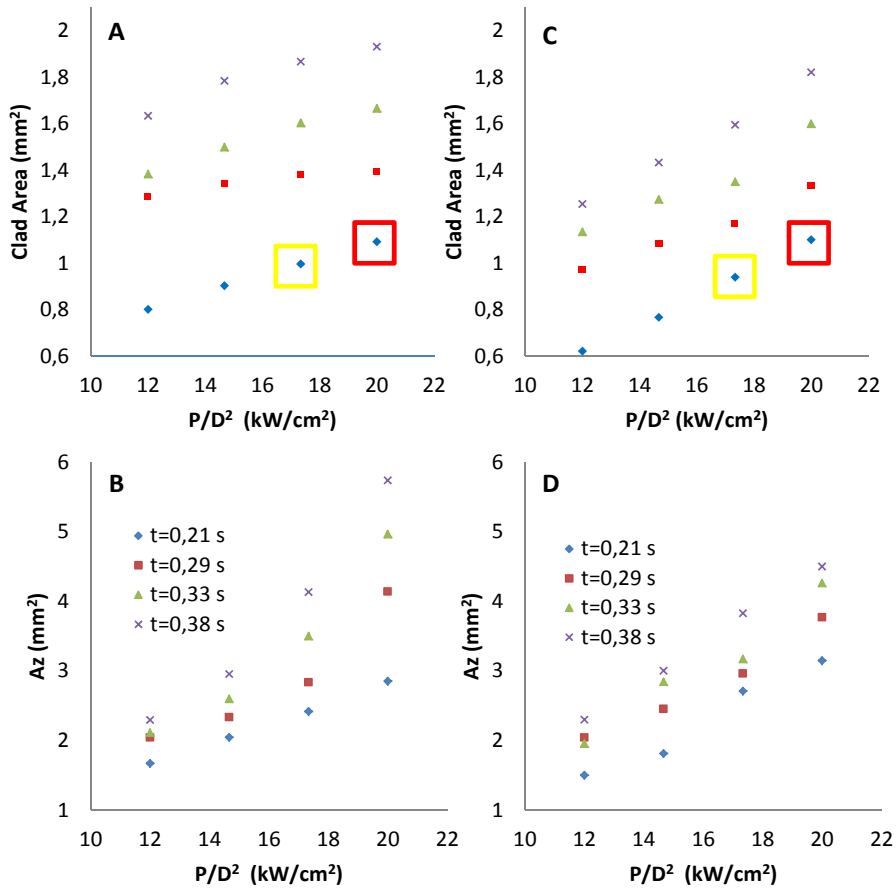 A
Clad Area (mm²)
2
1,8
1,6
1,4
1,2
1
0,8
0,6
10 12 14 16 18 20 22
P/D² (kW/cm²)
C
Clad Area (mm²)
2
1,8
1,6
1,4
1,2
1
0,8
0,6
10 12 14 16 18 20 22
P/D² (kW/cm²)
B
Az (mm²)
6
5
4
3
2
1
t=0,21 s
t=0,29 s
t=0,33 s
t=0,38 s
10 12 14 16 18 20 22
P/D² (kW/cm²)
D
Az (mm²)
6
5
4
3
2
1
t=0,21 s
t=0,29 s
t=0,33 s
t=0,38 s
10 12 14 16 18 20 22
P/D² (kW/cm²)